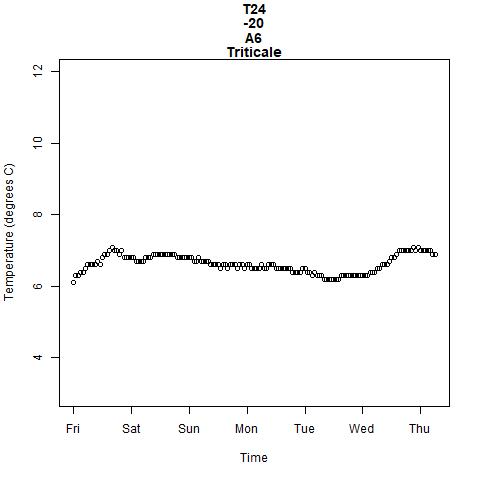 T24
-20
A6
Triticale
12
10
8
6
4
Temperature (degrees C)
Fri Sat Sun Mon Tue Wed Thu
Time